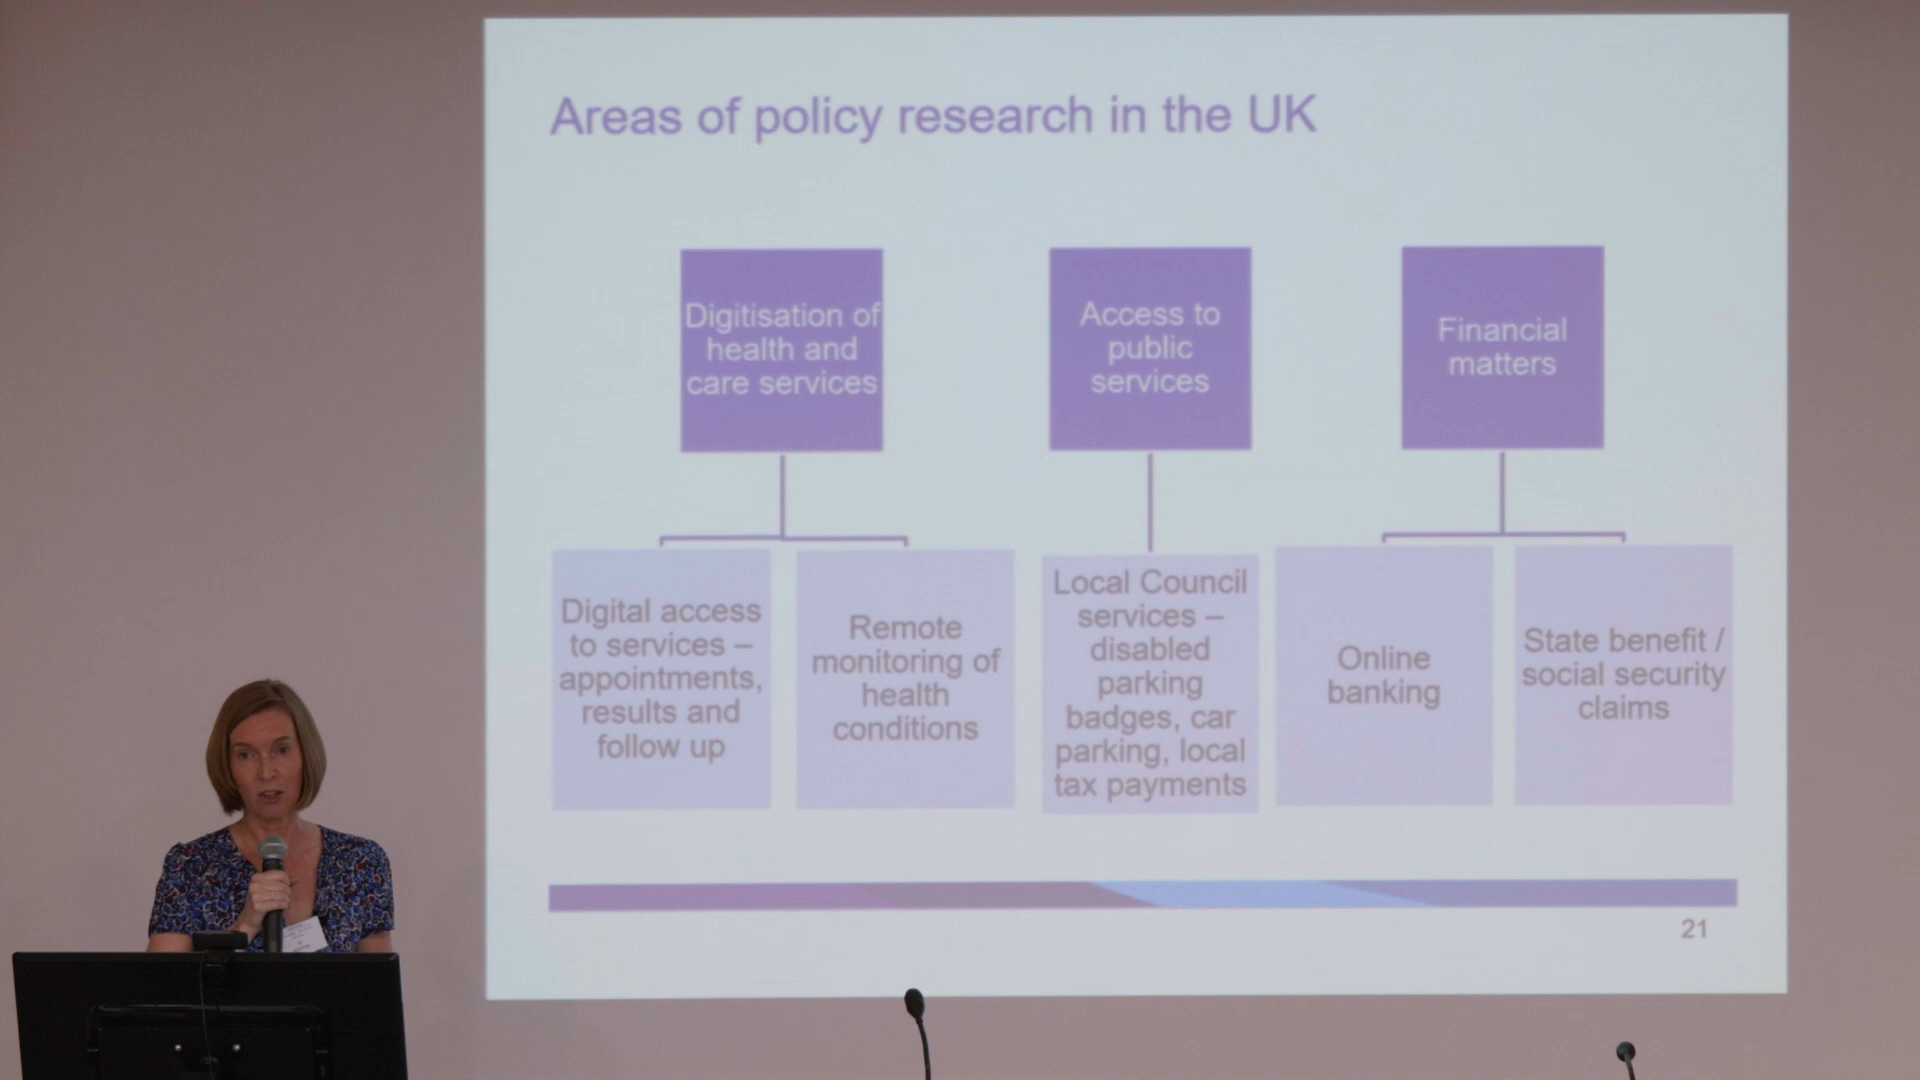 Areas of policy research in the UK
Digitisation of
health and
care services
Access to
public
services
Financial
matters
Digital access
to services –
appointments,
results and
follow up
Remote
monitoring of
health
conditions
Local Council
services –
disabled
parking
badges, car
parking, local
tax payments
Online
banking
State benefit /
social security
claims
21